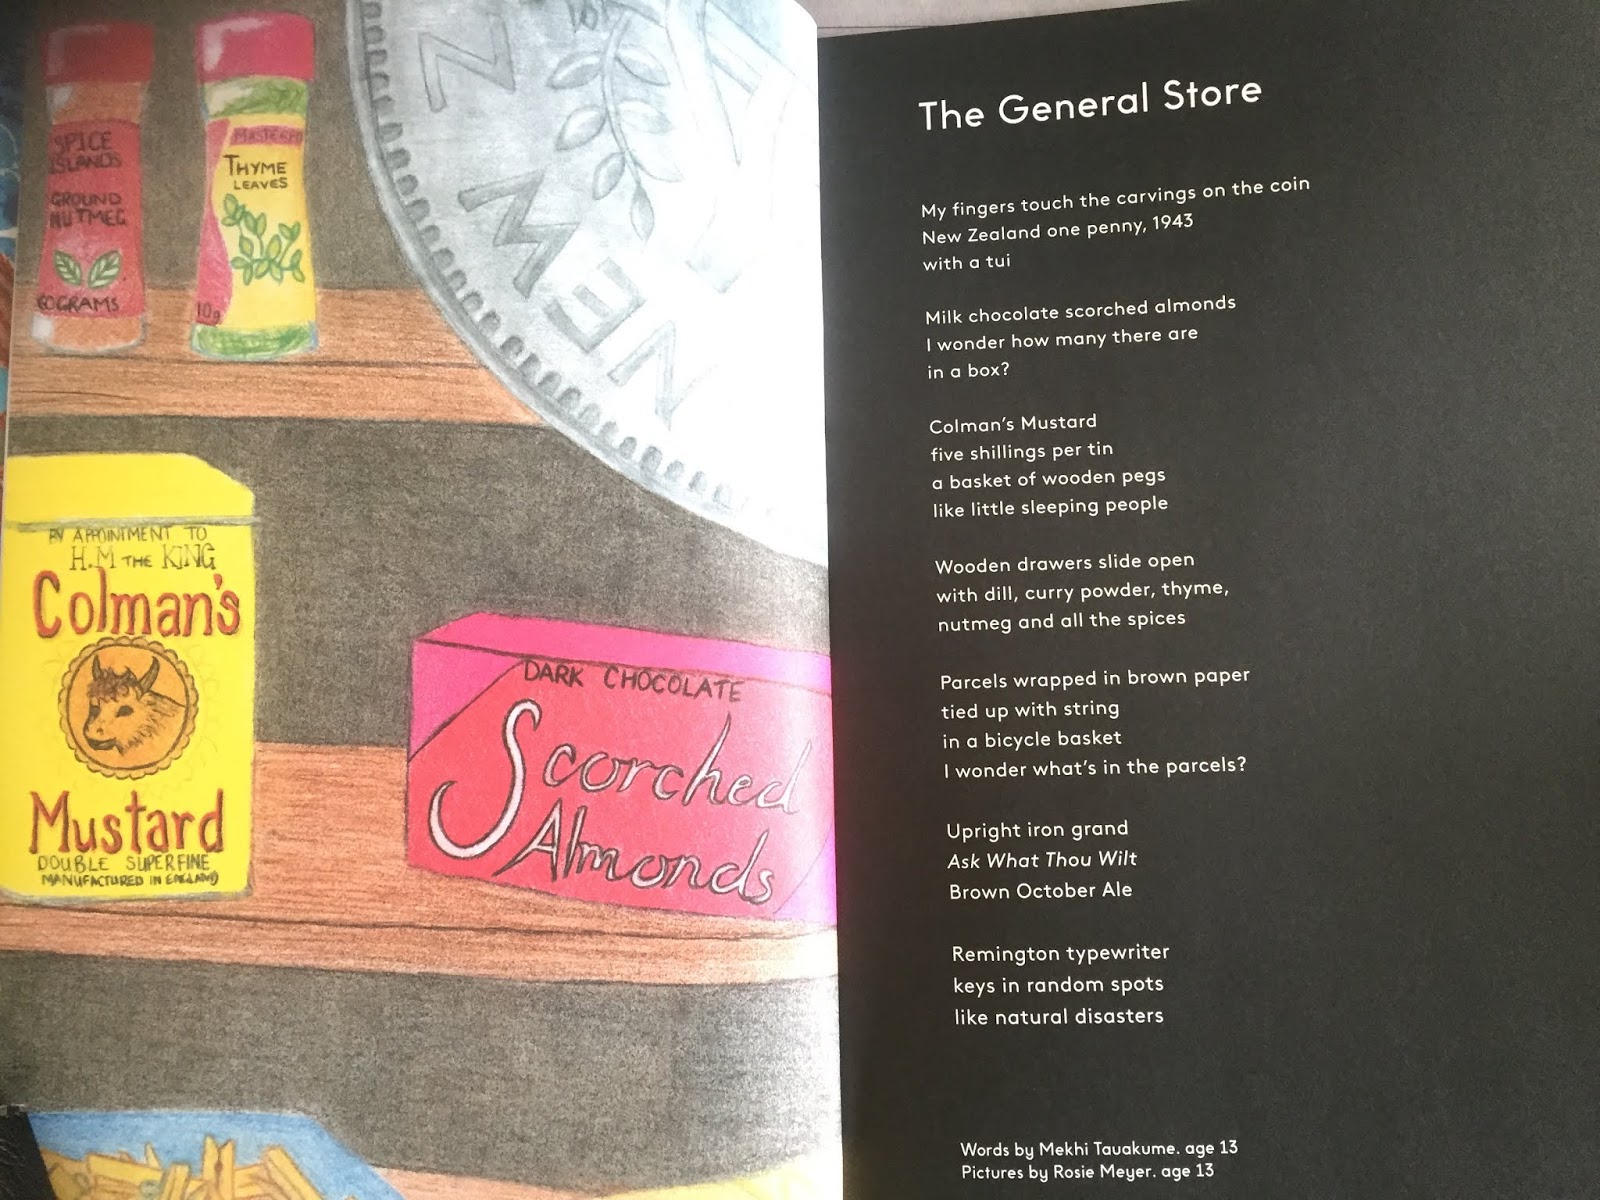 SPICE
ISLANDS
GROUND
NUTMEG
60 GRAMS
MASTERFO
THYME
LEAVES
10g
NEW Z
BY APPOINTMENT TO
H.M THE KING
Colman's
Mustard
DOUBLE SUPERFINE
MANUFACTURED IN ENGLAND
DARK CHOCOLATE
Scorched
Almonds
The General Store
My fingers touch the carvings on the coin
New Zealand one penny, 1943
with a tui
Milk chocolate scorched almonds
I wonder how many there are
in a box?
Colman's Mustard
five shillings per tin
a basket of wooden pegs
like little sleeping people
Wooden drawers slide open
with dill, curry powder, thyme,
nutmeg and all the spices
Parcels wrapped in brown paper
tied up with string
in a bicycle basket
I wonder what's in the parcels?
Upright iron grand
Ask What Thou Wilt
Brown October Ale
Remington typewriter
keys in random spots
like natural disasters
Words by Mekhi Tauakume. age 13
Pictures by Rosie Meyer. age 13